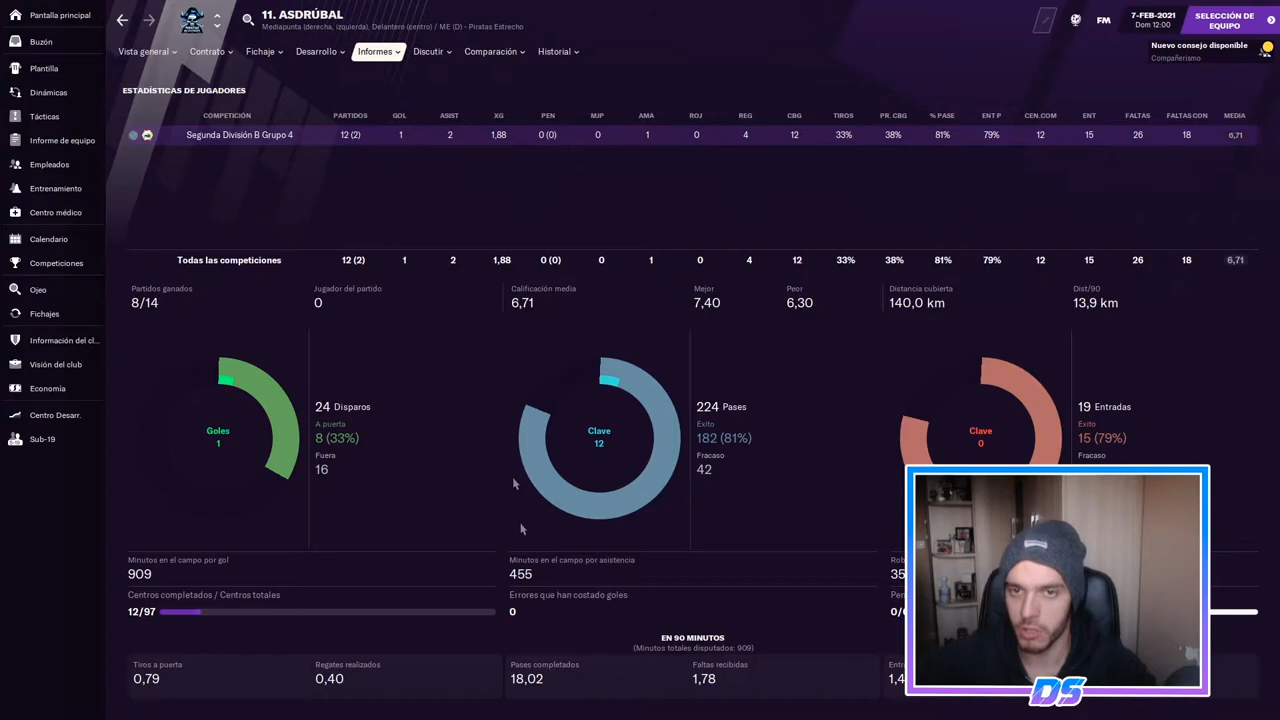 Pantalla principal
Buzón
Plantilla
Dinámicas
Tácticas
Informe de equipo
Empleados
Entrenamiento
Centro médico
Calendario
Competiciones
Ojeo
Fichajes
Información del cl...
Visión del club
Economía
Centro Desarr.
Sub-19
11. ASDRÚBAL
Mediapunta (derecha, izquierda), Delantero (centro) / ME (D) - Piratas Estrecho
FM
7-FEB-2021
Dom 12:00
SELECCIÓN DE
EQUIPO
Nuevo consejo disponible
Compañerismo
Vista general Contrato Fichaje Desarrollo Informes Discutir Comparación Historial
ESTADÍSTICAS DE JUGADORES
COMPETICIÓN PARTIDOS GOL ASIST XG PEN MJP AMA ROJ REG CBG TIROS PR. CBG % PASE ENT P CEN.COM ENT FALTAS FALTAS CON MEDIA
Segunda División B Grupo 4 12 (2) 1 2 1,88 0 (0) 0 1 0 4 12 33% 38% 81% 79% 12 15 26 18 6,71
Todas las competiciones 12 (2) 1 2 1,88 0 (0) 0 1 0 4 12 33% 38% 81% 79% 12 15 26 18 6,71
Partidos ganados Jugador del partido Calificación media Mejor Peor Distancia cubierta Dist/90
8/14 0 6,71 7,40 6,30 140,0 km 13,9 km
Goles
1
24 Disparos
A puerta
8 (33%)
Fuera
16
Clave
12
224 Pases
Éxito
182 (81%)
Fracaso
42
Clave
0
19 Entradas
Éxito
15 (79%)
Fracaso
Minutos en el campo por gol
909
Minutos en el campo por asistencia
455
Rob
35
Centros completados / Centros totales
12/97
Errores que han costado goles
0
Pe
0/
EN 90 MINUTOS
(Minutos totales disputados: 909)
Tiros a puerta Regates realizados Pases completados Faltas recibidas Entr
0,79 0,40 18,02 1,78 1,4
DS